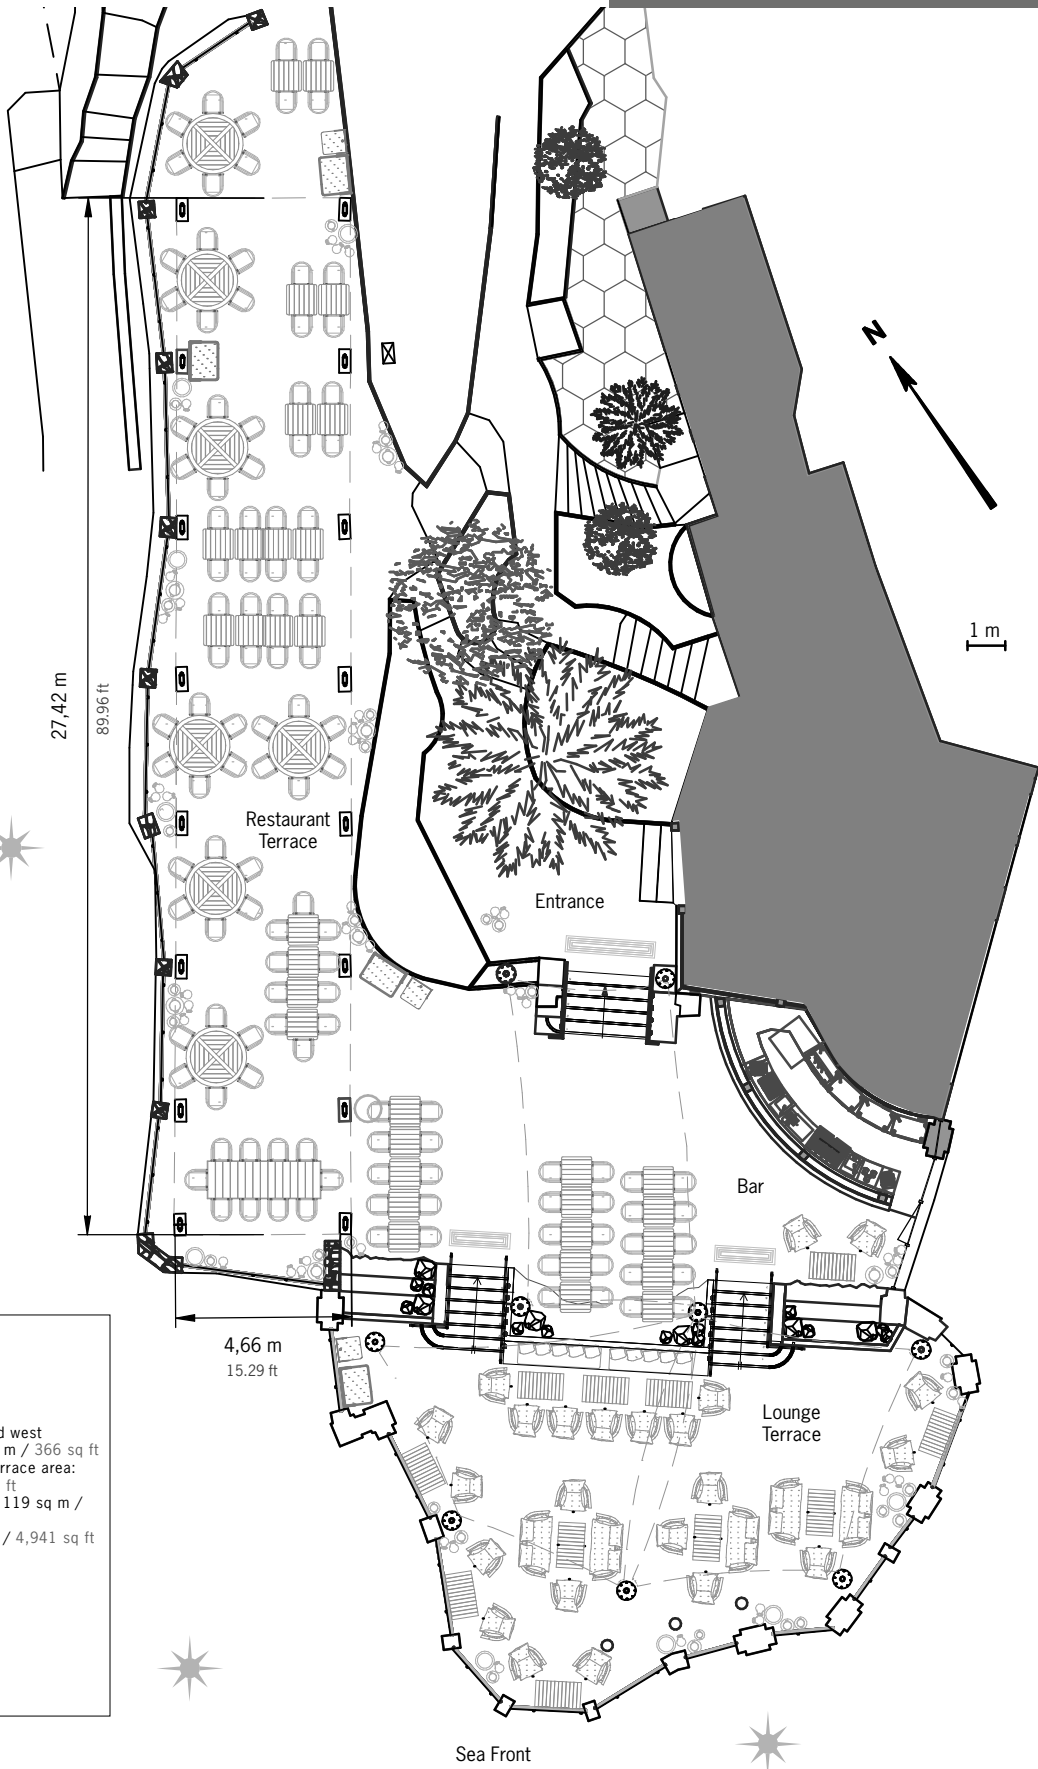 N
1 m
27,42 m
89.96 ft
Restaurant
Terrace
Entrance
Bar
4,66 m
15.29 ft
Lounge
Terrace
d west
m / 366 sq ft
rrace area:
ft
119 sq m /
/ 4,941 sq ft
Sea Front